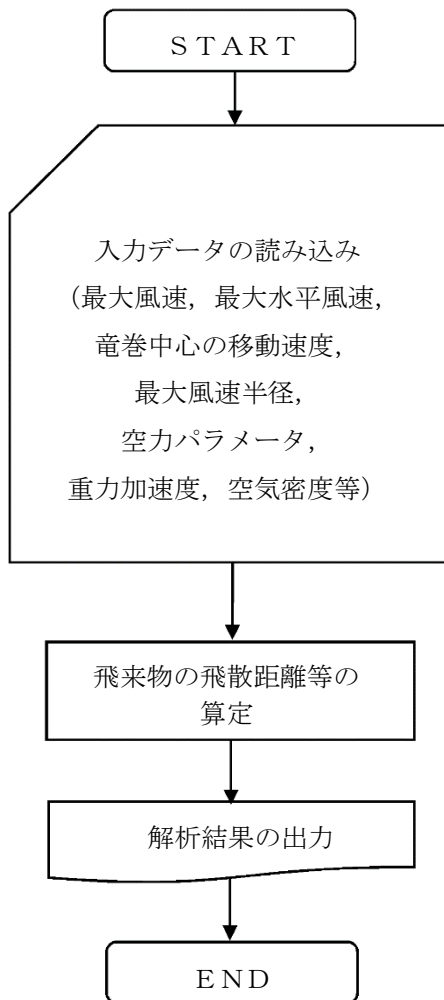 ＳＴＡＲＴ
入力データの読み込み
（最大風速，最大水平風速，
竜巻中心の移動速度，
最大風速半径，
空力パラメータ，
重力加速度，空気密度等）
飛来物の飛散距離等の
算定
解析結果の出力
ＥＮＤ